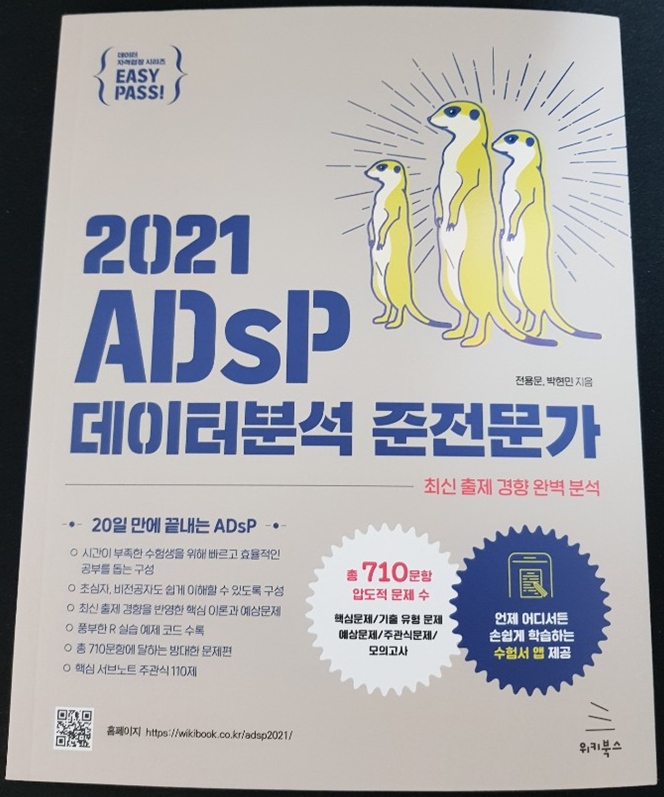 데이터
자격검정 시리즈
EASY
PASS!
2021
ADsP
전용문, 박현민 지음
데이터분석 준전문가
최신 출제 경향 완벽 분석
20일 만에 끝내는 ADsP
시간이 부족한 수험생을 위해 빠르고 효율적인
공부를 돕는 구성
초심자, 비전공자도 쉽게 이해할 수 있도록 구성
최신 출제 경향을 반영한 핵심 이론과 예상문제
풍부한 R 실습 예제 코드 수록
총 710문항에 달하는 방대한 문제편
핵심 서브노트 주관식 110제
총 710문항
압도적 문제 수
핵심문제/기출 유형 문제
예상문제/주관식문제/
모의고사
언제 어디서든
손쉽게 학습하는
수험서 앱 제공
홈페이지 https://wikibook.co.kr/adsp2021/
위키북스